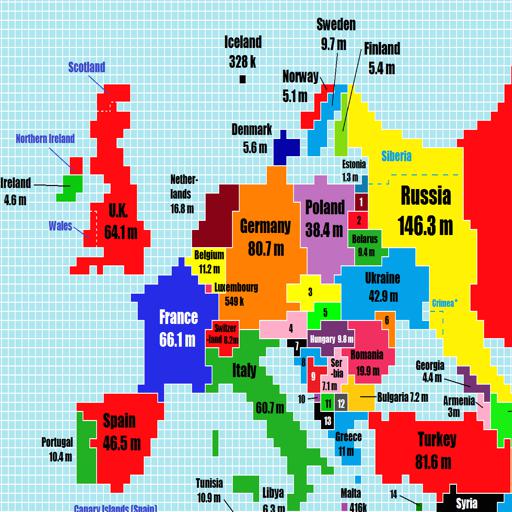 Sweden
9.7 m
Iceland
328 k
Finland
5.4 m
Norway
5.1 m
Scotland
Denmark
5.6 m
Northern Ireland
Estonia
1.3 m
Siberia
Ireland
4.6 m
Nether-
lands
16.8 m
Russia
146.3 m
1
2
U.K.
64.1 m
Wales
Germany
80.7 m
Poland
38.4 m
Belarus
9.4 m
Belgium
11.2 m
Luxembourg
549 k
Ukraine
42.9 m
3
Crimea*
France
66.1 m
5
4
6
Switzer
-land 8.2m
Hungary 9.8 m
7
Romania
19.9 m
Italy
8
9
Ser
-bia
7.1 m
Georgia
4.4 m
10
11
12
Bulgaria 7.2 m
Armenia
3m
60.7 m
13
Spain
46.5 m
Portugal
10.4 m
Greece
11 m
Turkey
81.6 m
Tunisia
10.9 m
Libya
6.3 m
Malta
416k
14
Syria
Canary Islands (Spain)